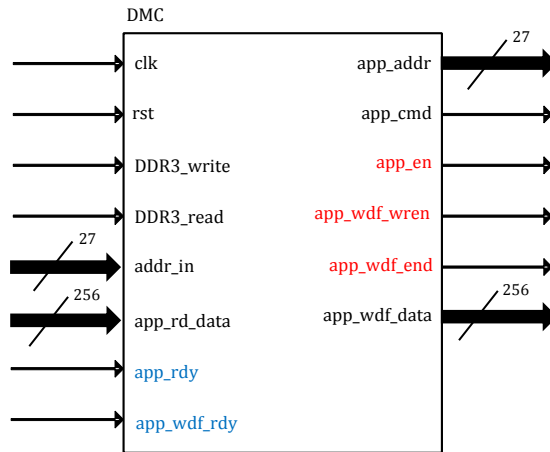 DMC
clk
rst
DDR3_write
DDR3_read
27
addr_in
256
app_rd_data
app_rdy
app_wdf_rdy
27
app_addr
app_cmd
app_en
app_wdf_wren
app_wdf_end
256
app_wdf_data